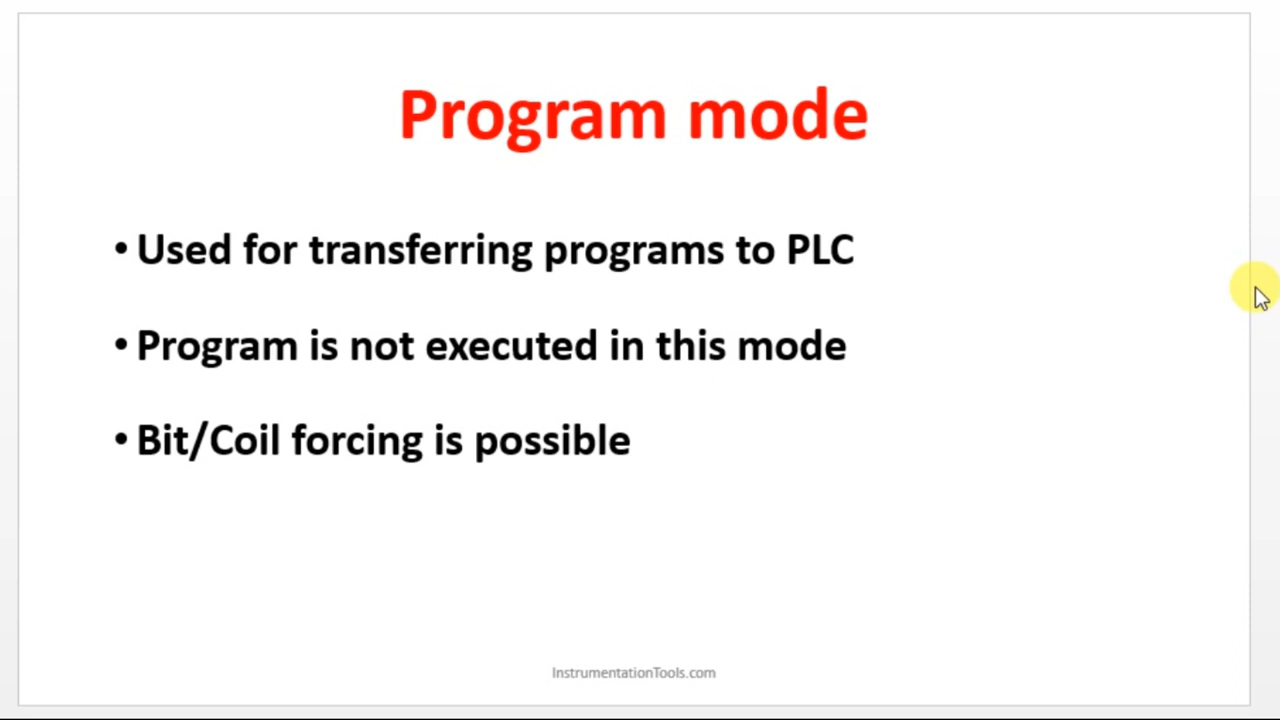 Program mode
• Used for transferring programs to PLC
• Program is not executed in this mode
• Bit/Coil forcing is possible
InstrumentationTools.com